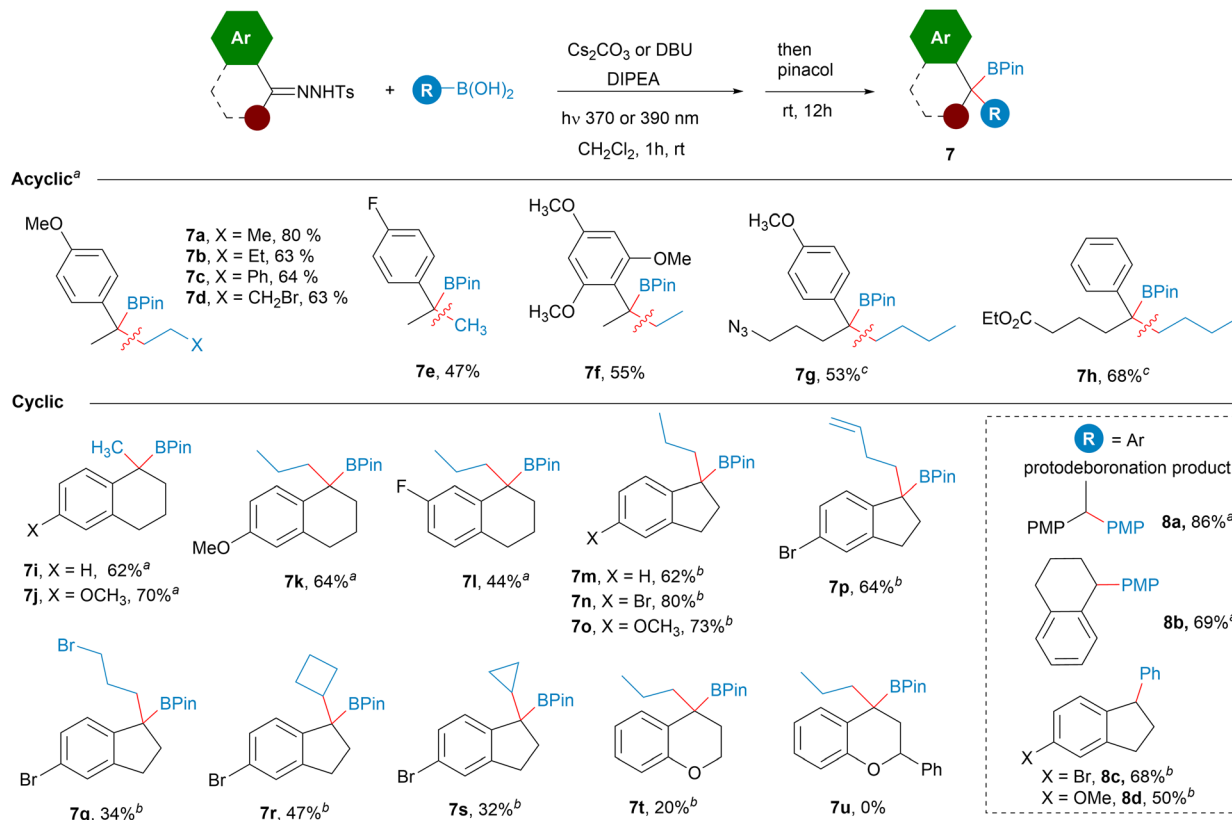 Ar
NNHTs
+
R
B(OH)₂
Cs₂CO₃ or DBU
DIPEA
hν 370 or 390 nm
CH₂Cl₂, 1h, rt
then
pinacol
rt, 12h
Ar
BPin
R
7
Acyclicᵃ
MeO
BPin
X
7a, X = Me, 80 %
7b, X = Et, 63 %
7c, X = Ph, 64 %
7d, X = CH₂Br, 63 %
F
BPin
CH₃
7e, 47%
H₃CO
OMe
H₃CO
BPin
7f, 55%
H₃CO
BPin
N₃
7g, 53%ᶜ
BPin
EtO₂C
7h, 68%ᶜ
Cyclic
H₃C
BPin
X
7i, X = H, 62%ᵃ
7j, X = OCH₃, 70%ᵃ
BPin
MeO
7k, 64%ᵃ
BPin
F
7l, 44%ᵃ
BPin
X
7m, X = H, 62%ᵇ
7n, X = Br, 80%ᵇ
7o, X = OCH₃, 73%ᵇ
BPin
Br
7p, 64%ᵇ
Br
BPin
Br
7q, 34%ᵇ
BPin
Br
7r, 47%ᵇ
BPin
Br
7s, 32%ᵇ
BPin
O
7t, 20%ᵇ
BPin
O
Ph
7u, 0%
R = Ar
protodeboronation product
PMP PMP
8a, 86%ᵃ
PMP
8b, 69%ᵃ
Ph
X
X = Br, 8c, 68%ᵇ
X = OMe, 8d, 50%ᵇ